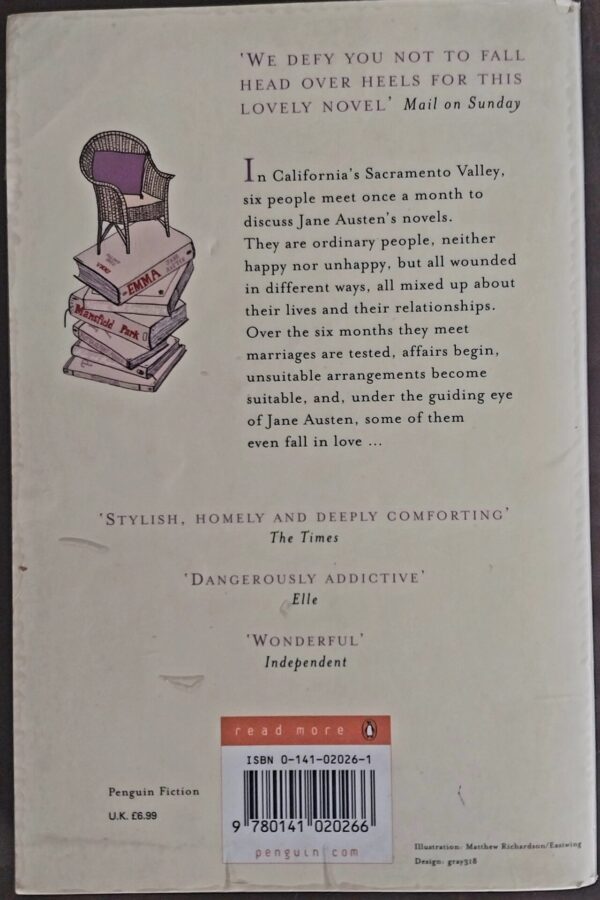 'WE DEFY YOU NOT TO FALL
HEAD OVER HEELS FOR THIS
LOVELY NOVEL' Mail on Sunday
In California's Sacramento Valley,
six people meet once a month to
discuss Jane Austen's novels.
They are ordinary people, neither
happy nor unhappy, but all wounded
in different ways, all mixed up about
their lives and their relationships.
Over the six months they meet
marriages are tested, affairs begin,
unsuitable arrangements become
suitable, and, under the guiding eye
of Jane Austen, some of them
even fall in love ...
EMMA
Mansfield Park
'STYLISH, HOMELY AND DEEPLY COMFORTING'
The Times
'DANGEROUSLY ADDICTIVE'
Elle
'WONDERFUL'
Independent
read more
ISBN 0-141-02026-1
9 780141 020266
penguin.com
Penguin Fiction
U.K. £6.99
Illustration: Matthew Richardson/Eastwing
Design: gray318